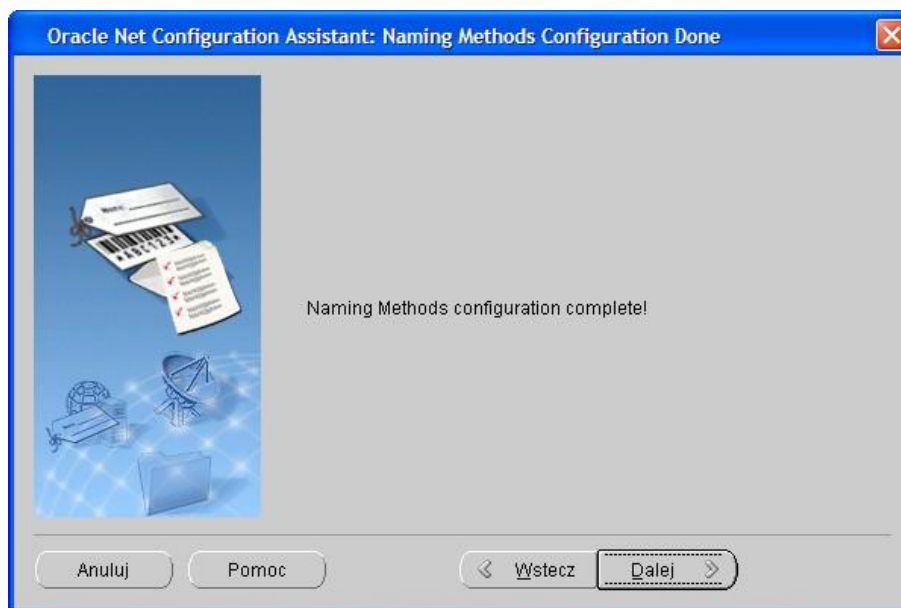 Oracle Net Configuration Assistant: Naming Methods Configuration Done
Naming Methods configuration complete!
Anuluj
Pomoc
Wstecz
Dalej